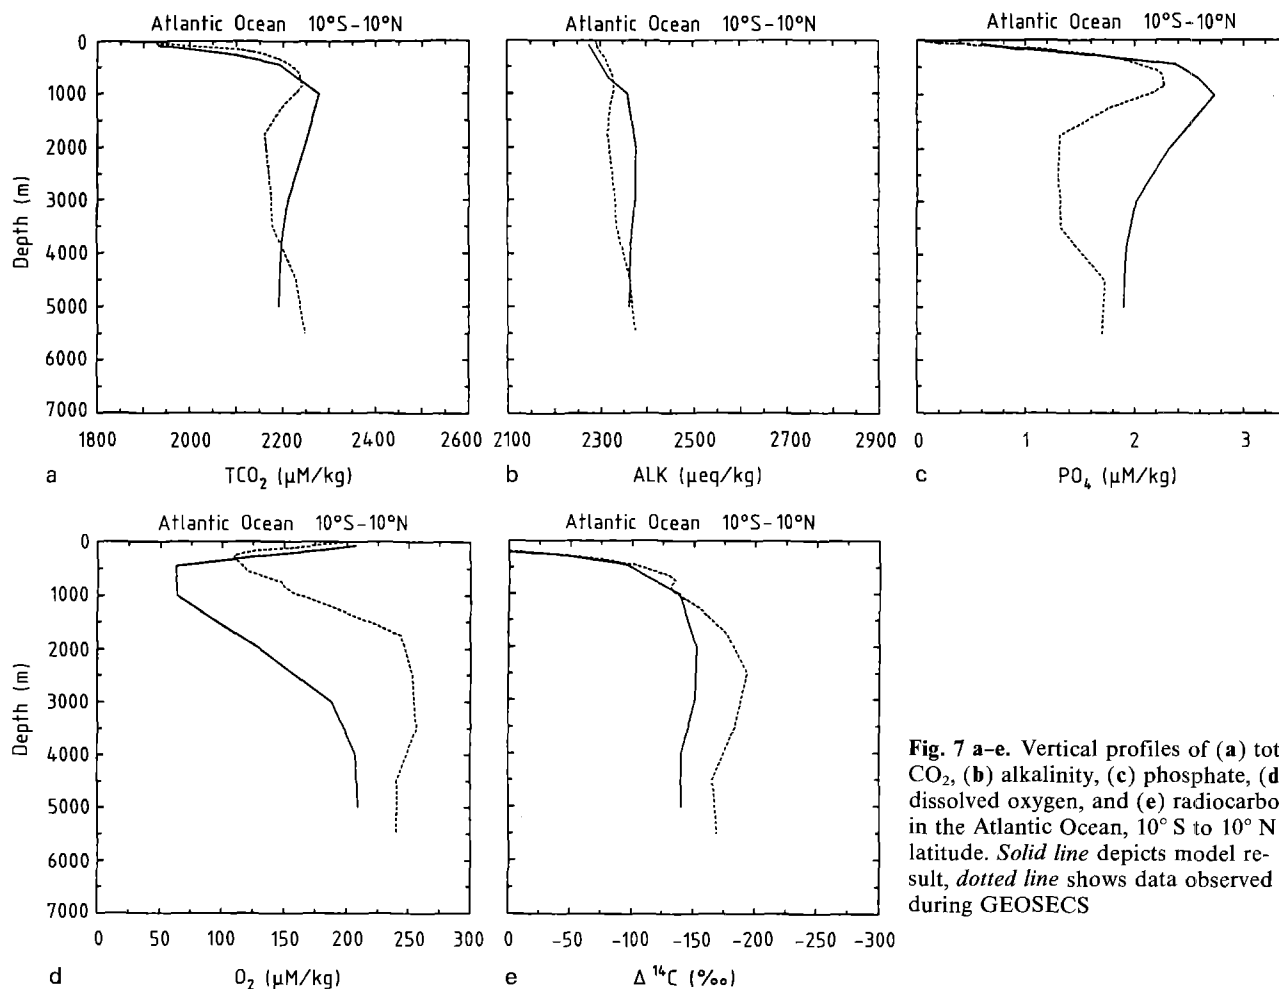 Atlantic Ocean 10°S-10°N
Atlantic Ocean 10°S-10°N
Atlantic Ocean 10°S-10°N
0
1000
2000
3000
4000
5000
6000
7000
Depth (m)
1800 2000 2200 2400 2600
2100 2300 2500 2700 2900
0 1 2 3
a TCO₂ (µM/kg)
b ALK (µeq/kg)
c PO₄ (µM/kg)
Atlantic Ocean 10°S-10°N
Atlantic Ocean 10°S-10°N
0
1000
2000
3000
4000
5000
6000
7000
Depth (m)
0 50 100 150 200 250 300
0 -50 -100 -150 -200 -250 -300
d O₂ (µM/kg)
e Δ ¹⁴C (‰)
Fig. 7 a–e. Vertical profiles of (a) tot
CO₂, (b) alkalinity, (c) phosphate, (d
dissolved oxygen, and (e) radiocarbo
in the Atlantic Ocean, 10° S to 10° N
latitude. Solid line depicts model re-
sult, dotted line shows data observed
during GEOSECS